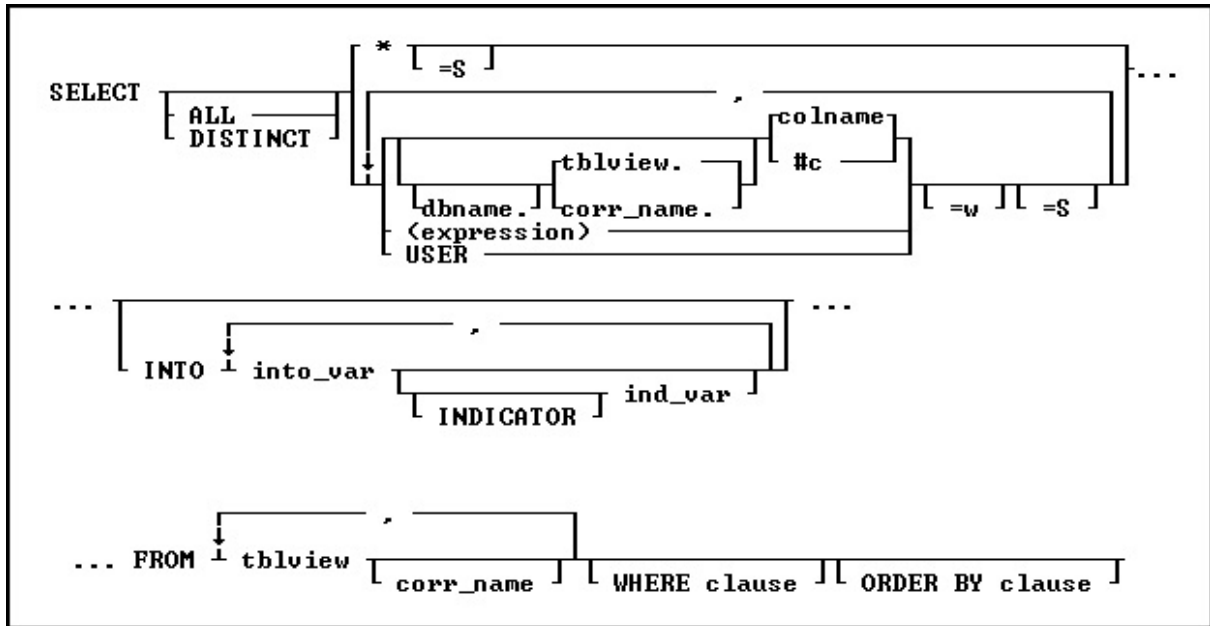 * =S
...
SELECT
ALL
DISTINCT
,
colname
tblview. #c
dbname. corr_name. =w =S
(expression)
USER
... , ...
INTO into_var
INDICATOR ind_var
,
... FROM tblview
corr_name WHERE clause ORDER BY clause